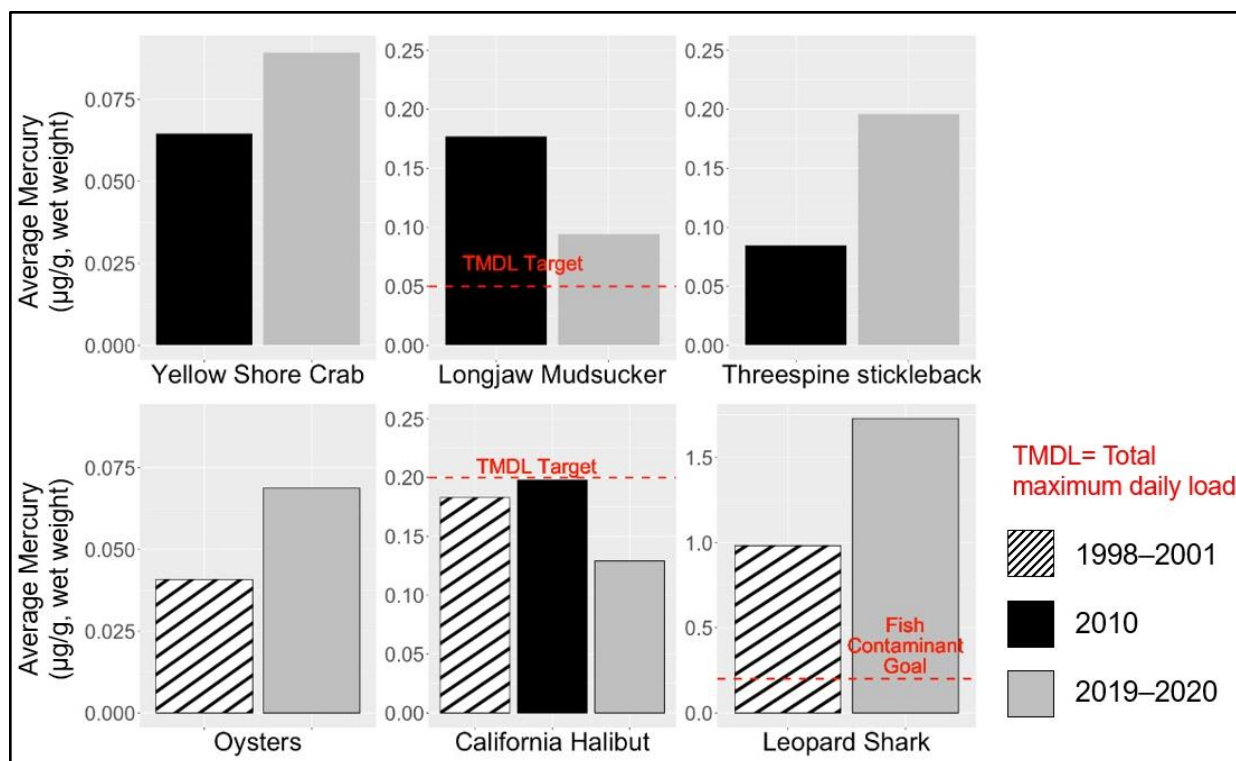 Average Mercury
(µg/g, wet weight)
0.075
0.050
0.025
0.000
Yellow Shore Crab
0.25
0.20
0.15
0.10
0.05
0.00
TMDL Target
Longjaw Mudsucker
0.25
0.20
0.15
0.10
0.05
0.00
Threespine stickleback
Average Mercury
(µg/g, wet weight)
0.075
0.050
0.025
0.000
Oysters
0.25
0.20
0.15
0.10
0.05
0.00
TMDL Target
California Halibut
1.5
1.0
0.5
0.0
Fish
Contaminant
Goal
Leopard Shark
TMDL= Total
maximum daily load
1998–2001
2010
2019–2020